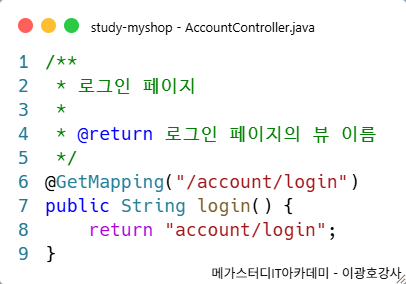 study-myshop - AccountController.java
1 /**
2  * 로그인 페이지
3  *
4  * @return 로그인 페이지의 뷰 이름
5  */
6 @GetMapping("/account/login")
7 public String login() {
8     return "account/login";
9 }
메가스터디IT아카데미 - 이광호강사